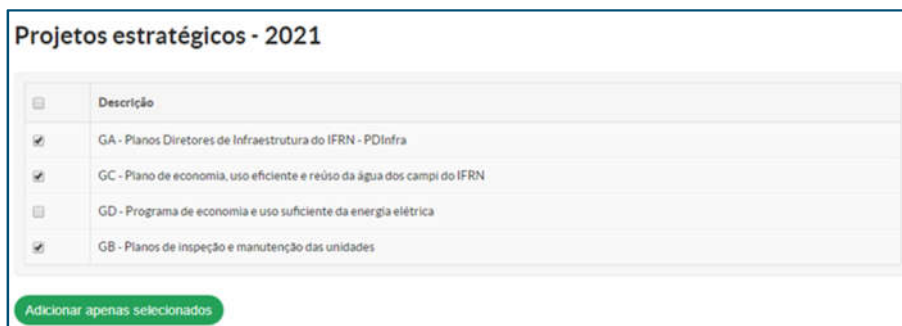 Projetos estratégicos - 2021
Descrição
GA - Planos Diretores de Infraestrutura do IFRN - PDInfra
GC - Plano de economia, uso eficiente e reúso da água dos campi do IFRN
GD - Programa de economia e uso suficiente da energia elétrica
GB - Planos de inspeção e manutenção das unidades
Adicionar apenas selecionados